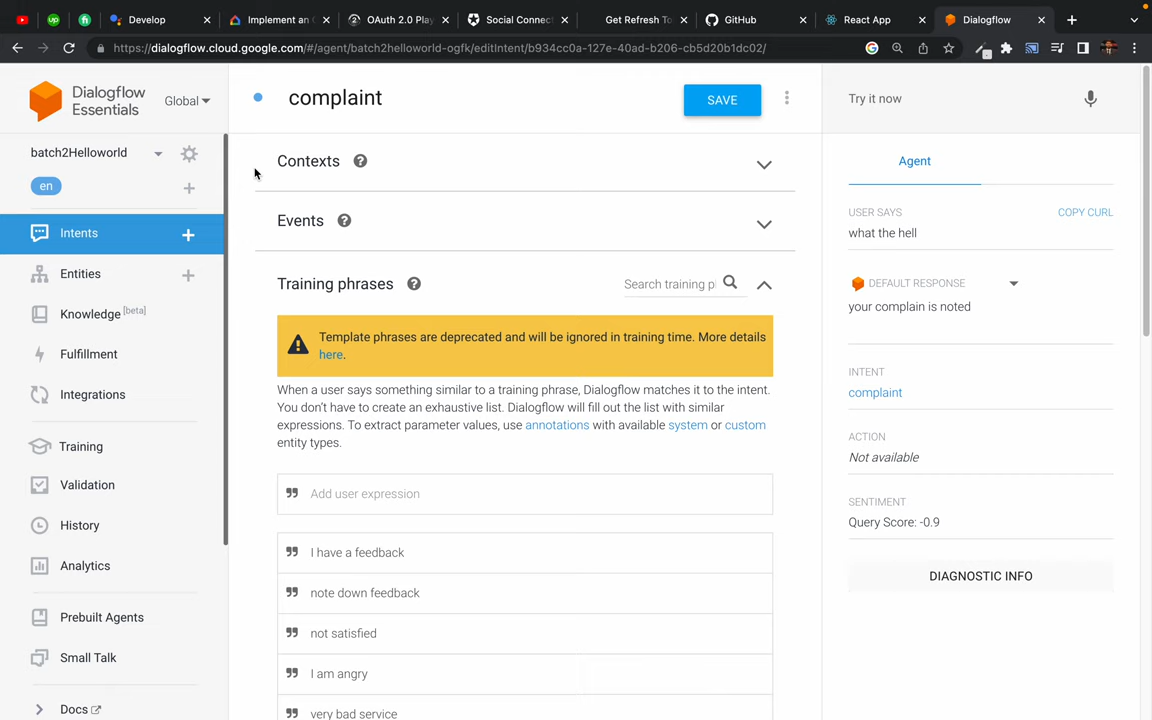 Develop
Implement an
OAuth 2.0 Play
Social Connec
Get Refresh To
GitHub
React App
Dialogflow
https://dialogflow.cloud.google.com/#/agent/batch2helloworld-ogfk/editIntent/b934cc0a-127e-40ad-b206-cb5d20b1dc02/
Dialogflow
Essentials
Global
batch2Helloworld
en
Intents
Entities
Knowledge [beta]
Fulfillment
Integrations
Training
Validation
History
Analytics
Prebuilt Agents
Small Talk
Docs
complaint
SAVE
Contexts
Events
Training phrases
Search training p
Template phrases are deprecated and will be ignored in training time. More details
here.
When a user says something similar to a training phrase, Dialogflow matches it to the intent.
You don't have to create an exhaustive list. Dialogflow will fill out the list with similar
expressions. To extract parameter values, use annotations with available system or custom
entity types.
Add user expression
I have a feedback
note down feedback
not satisfied
I am angry
very bad service
Try it now
Agent
USER SAYS
COPY CURL
what the hell
DEFAULT RESPONSE
your complain is noted
INTENT
complaint
ACTION
Not available
SENTIMENT
Query Score: -0.9
DIAGNOSTIC INFO